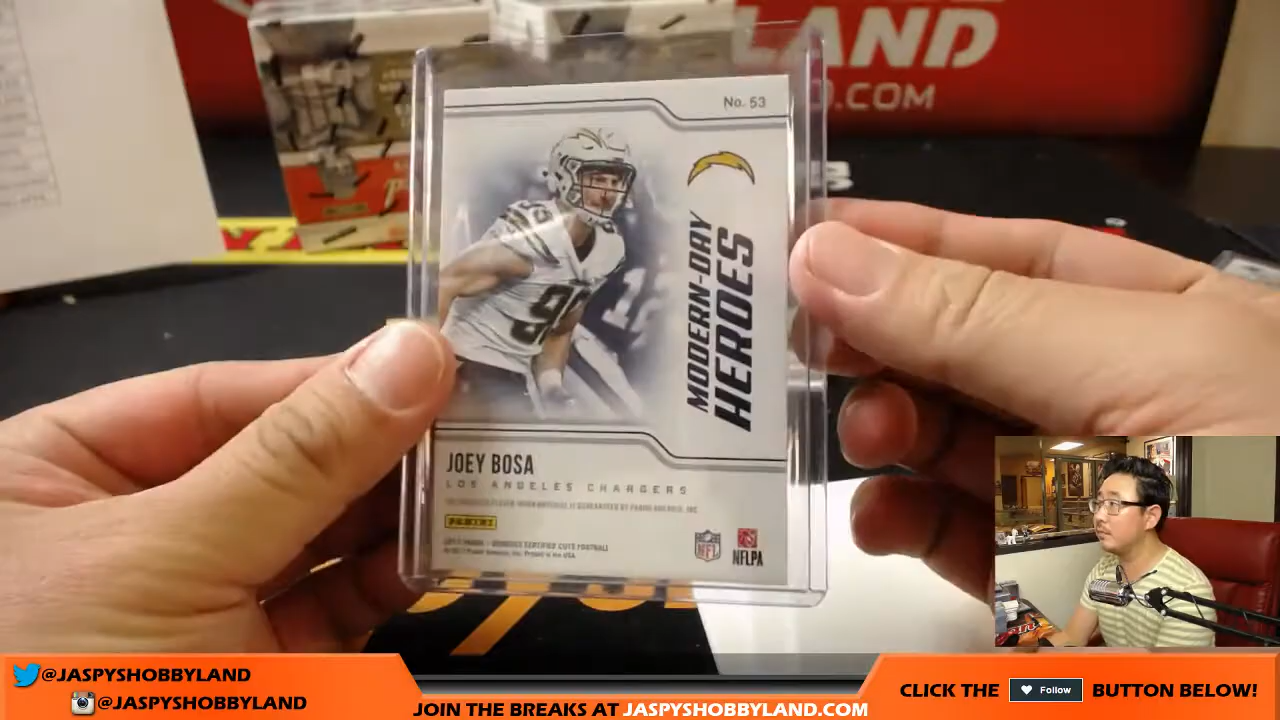 LAND
D.COM
No. 53
MODERN-DAY
HEROES
99
JOEY BOSA
LOS ANGELES CHARGERS
PANINI
NFL
NFLPA
@JASPYSHOBBYLAND
@JASPYSHOBBYLAND
JOIN THE BREAKS AT JASPYSHOBBYLAND.COM
CLICK THE Follow BUTTON BELOW!